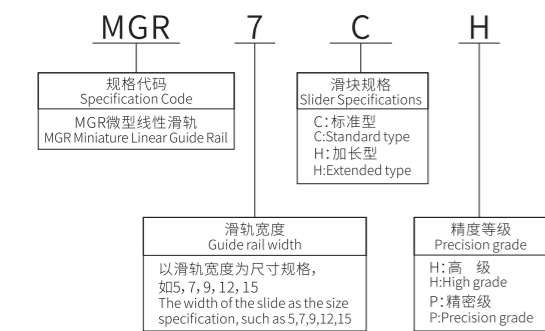 MGR 7 C H
规格代码
Specification Code
MGR微型线性滑轨
MGR Miniature Linear Guide Rail
滑块规格
Slider Specifications
C:标准型
C:Standard type
H:加长型
H:Extended type
滑轨宽度
Guide rail width
以滑轨宽度为尺寸规格,
如5, 7, 9, 12, 15
The width of the slide as the size
specification, such as 5,7,9,12,15
精度等级
Precision grade
H:高 级
H:High grade
P:精密级
P:Precision grade